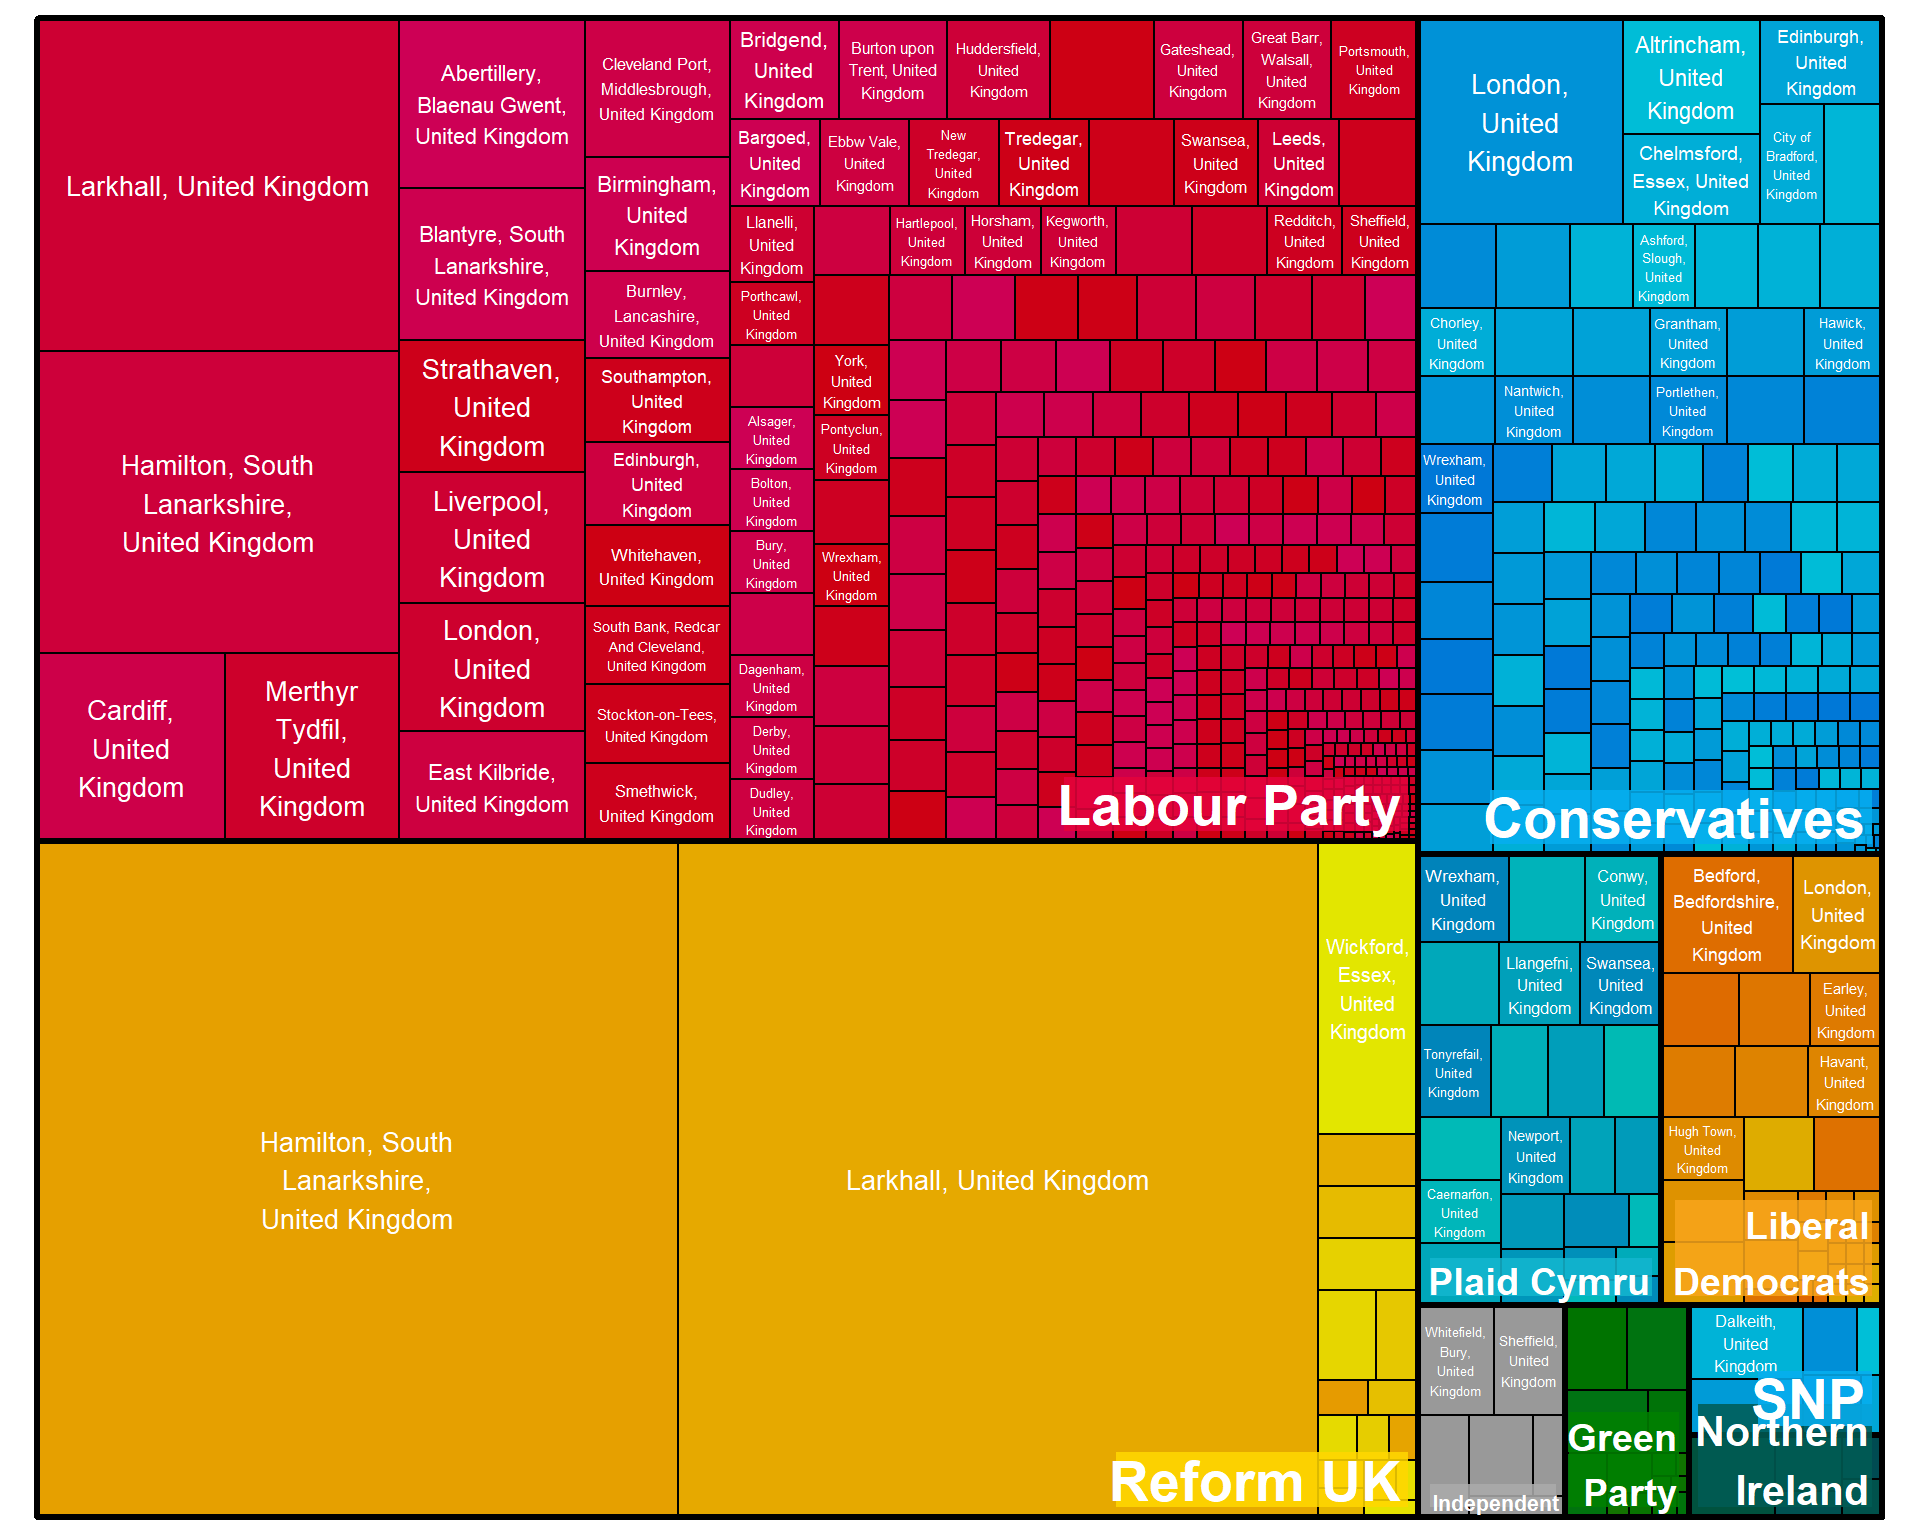 Larkhall, United Kingdom
Hamilton, South
Lanarkshire,
United Kingdom
Cardiff,
United
Kingdom
Merthyr
Tydfil,
United
Kingdom
Abertillery,
Blaenau Gwent,
United Kingdom
Blantyre, South
Lanarkshire,
United Kingdom
Strathaven,
United
Kingdom
Liverpool,
United
Kingdom
London,
United
Kingdom
East Kilbride,
United Kingdom
Cleveland Port,
Middlesbrough,
United Kingdom
Birmingham,
United
Kingdom
Burnley,
Lancashire,
United Kingdom
Southampton,
United
Kingdom
Edinburgh,
United
Kingdom
Whitehaven,
United Kingdom
South Bank, Redcar
And Cleveland,
United Kingdom
Stockton-on-Tees,
United Kingdom
Smethwick,
United Kingdom
Bridgend,
United
Kingdom
Burton upon
Trent, United
Kingdom
Huddersfield,
United
Kingdom
Gateshead,
United
Kingdom
Great Barr,
Walsall,
United
Kingdom
Portsmouth,
United
Kingdom
Bargoed,
United
Kingdom
Ebbw Vale,
United
Kingdom
New
Tredegar,
United
Kingdom
Tredegar,
United
Kingdom
Swansea,
United
Kingdom
Leeds,
United
Kingdom
Llanelli,
United
Kingdom
Hartlepool,
United
Kingdom
Horsham,
United
Kingdom
Kegworth,
United
Kingdom
Redditch,
United
Kingdom
Sheffield,
United
Kingdom
Porthcawl,
United
Kingdom
York,
United
Kingdom
Alsager,
United
Kingdom
Pontyclun,
United
Kingdom
Bolton,
United
Kingdom
Bury,
United
Kingdom
Wrexham,
United
Kingdom
Dagenham,
United
Kingdom
Derby,
United
Kingdom
Dudley,
United
Kingdom
Labour Party
London,
United
Kingdom
Altrincham,
United
Kingdom
Edinburgh,
United
Kingdom
Chelmsford,
Essex, United
Kingdom
City of
Bradford,
United
Kingdom
Ashford,
Slough,
United
Kingdom
Chorley,
United
Kingdom
Grantham,
United
Kingdom
Hawick,
United
Kingdom
Nantwich,
United
Kingdom
Portlethen,
United
Kingdom
Wrexham,
United
Kingdom
Conservatives
Hamilton, South
Lanarkshire,
United Kingdom
Larkhall, United Kingdom
Wickford,
Essex,
United
Kingdom
Reform UK
Wrexham,
United
Kingdom
Conwy,
United
Kingdom
Llangefni,
United
Kingdom
Swansea,
United
Kingdom
Tonyrefail,
United
Kingdom
Newport,
United
Kingdom
Caernarfon,
United
Kingdom
Plaid Cymru
Bedford,
Bedfordshire,
United
Kingdom
London,
United
Kingdom
Earley,
United
Kingdom
Havant,
United
Kingdom
Hugh Town,
United
Kingdom
Liberal
Democrats
Whitefield,
Bury,
United
Kingdom
Sheffield,
United
Kingdom
Independent
Green
Party
Dalkeith,
United
Kingdom
SNP
Northern
Ireland